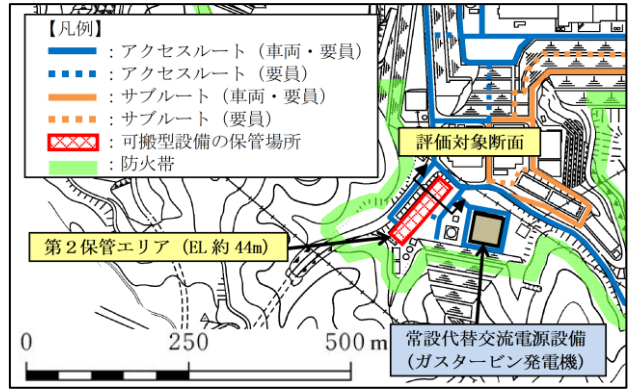 【凡例】
：アクセスルート（車両・要員）
：アクセスルート（要員）
：サブルート（車両・要員）
：サブルート（要員）
：可搬型設備の保管場所
：防火帯
評価対象断面
第２保管エリア（EL 約 44m）
常設代替交流電源設備
（ガスタービン発電機）
0 250 500 m